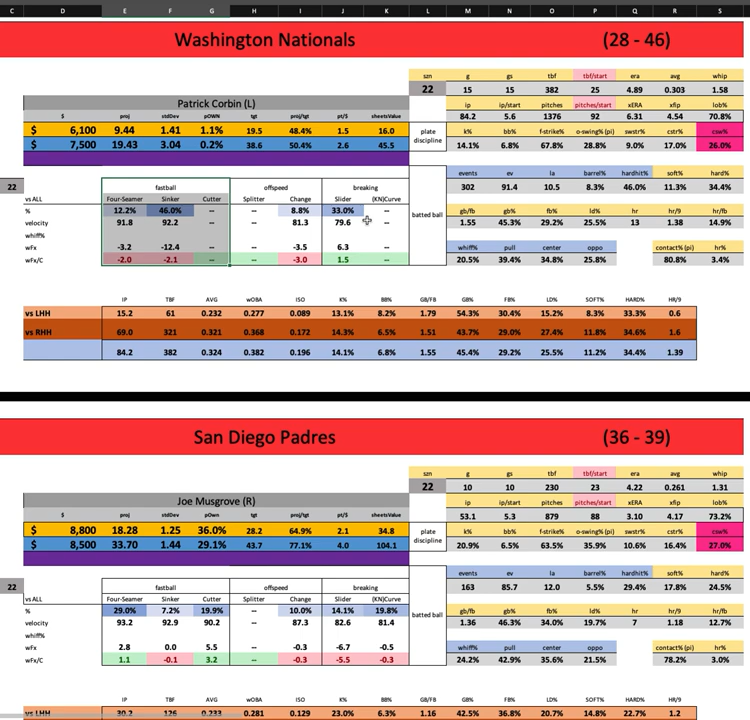 C D E F G H I J K L M N O P Q R S
Washington Nationals (28 - 46)
szn g gs tbf tbf/start era avg whip
22 15 15 382 25 4.89 0.303 1.58
Patrick Corbin (L) ip ip/start pitches pitches/start xERA xfip lob%
$ proj stdDev pOWN tgt proj/tgt pt/$ sheetsValue 84.2 5.6 1376 92 6.31 4.54 70.8%
$ 6,100 9.44 1.41 1.1% 19.5 48.4% 1.5 16.0 plate discipline k% bb% f-strike% o-swing% (pi) swstr% cstr% csw%
$ 7,500 19.43 3.04 0.2% 38.6 50.4% 2.6 45.5 14.1% 6.8% 67.8% 28.8% 9.0% 17.0% 26.0%
events ev la barrel% hardhit% soft% hard%
22 fastball offspeed breaking 302 91.4 10.5 8.3% 46.0% 11.3% 34.4%
vs ALL Four-Seamer Sinker Cutter Splitter Change Slider (KN)Curve
% 12.2% 46.0% -- -- 8.8% 33.0% -- batted ball gb/fb gb% fb% ld% hr hr/9 hr/fb
velocity 91.8 92.2 -- -- 81.3 79.6 -- 1.55 45.3% 29.2% 25.5% 13 1.38 14.9%
whiff%
wFx -3.2 -12.4 -- -- -3.5 6.3 whiff% pull center oppo contact% (pi) hr%
wFx/C -2.0 -2.1 -- -- -3.0 1.5 20.5% 39.4% 34.8% 25.8% 80.8% 3.4%
IP TBF AVG wOBA ISO K% BB% GB/FB GB% FB% LD% SOFT% HARD% HR/9
vs LHH 15.2 61 0.232 0.277 0.089 13.1% 8.2% 1.79 54.3% 30.4% 15.2% 8.3% 33.3% 0.6
vs RHH 69.0 321 0.321 0.368 0.172 14.3% 6.5% 1.51 43.7% 29.0% 27.4% 11.8% 34.6% 1.6
84.2 382 0.324 0.382 0.196 14.1% 6.8% 1.55 45.4% 29.2% 25.5% 11.2% 34.6% 1.39
San Diego Padres (36 - 39)
szn g gs tbf tbf/start era avg whip
22 10 10 230 23 4.22 0.261 1.31
Joe Musgrove (R) ip ip/start pitches pitches/start xERA xfip lob%
$ proj stdDev pOwn tgt proj/tgt pt/$ sheetsValue 53.1 5.3 879 88 3.10 4.17 73.2%
$ 8,800 18.28 1.25 36.0% 28.2 64.9% 2.1 34.8 plate discipline k% bb% f-strike% o-swing% (pi) swstr% cstr% csw%
$ 8,500 33.70 1.44 29.1% 43.7 77.1% 4.0 104.1 20.9% 6.5% 63.5% 35.9% 10.6% 16.4% 27.0%
events ev la barrel% hardhit% soft% hard%
22 fastball offspeed breaking 163 85.7 12.0 5.5% 29.4% 17.8% 24.5%
vs ALL Four-Seamer Sinker Cutter Splitter Change Slider (KN)Curve
% 29.0% 7.2% 19.9% -- 10.0% 14.1% 19.8% batted ball gb/fb gb% fb% ld% hr hr/9 hr/fb
velocity 93.2 92.9 90.2 -- 87.3 82.6 81.4 1.36 46.3% 34.0% 19.7% 7 1.18 12.7%
whiff%
wFx 2.8 0.0 5.5 -- -0.3 -6.7 -0.5 whiff% pull center oppo contact% (pi) hr%
wFx/C 1.1 -0.1 3.2 -- -0.3 -5.5 -0.3 24.2% 42.9% 35.6% 21.5% 78.2% 3.0%
IP TBF AVG wOBA ISO K% BB% GB/FB GB% FB% LD% SOFT% HARD% HR/9
vs LHH 30.2 126 0.233 0.281 0.129 23.0% 6.3% 1.16 42.5% 36.8% 20.7% 14.8% 22.7% 1.2